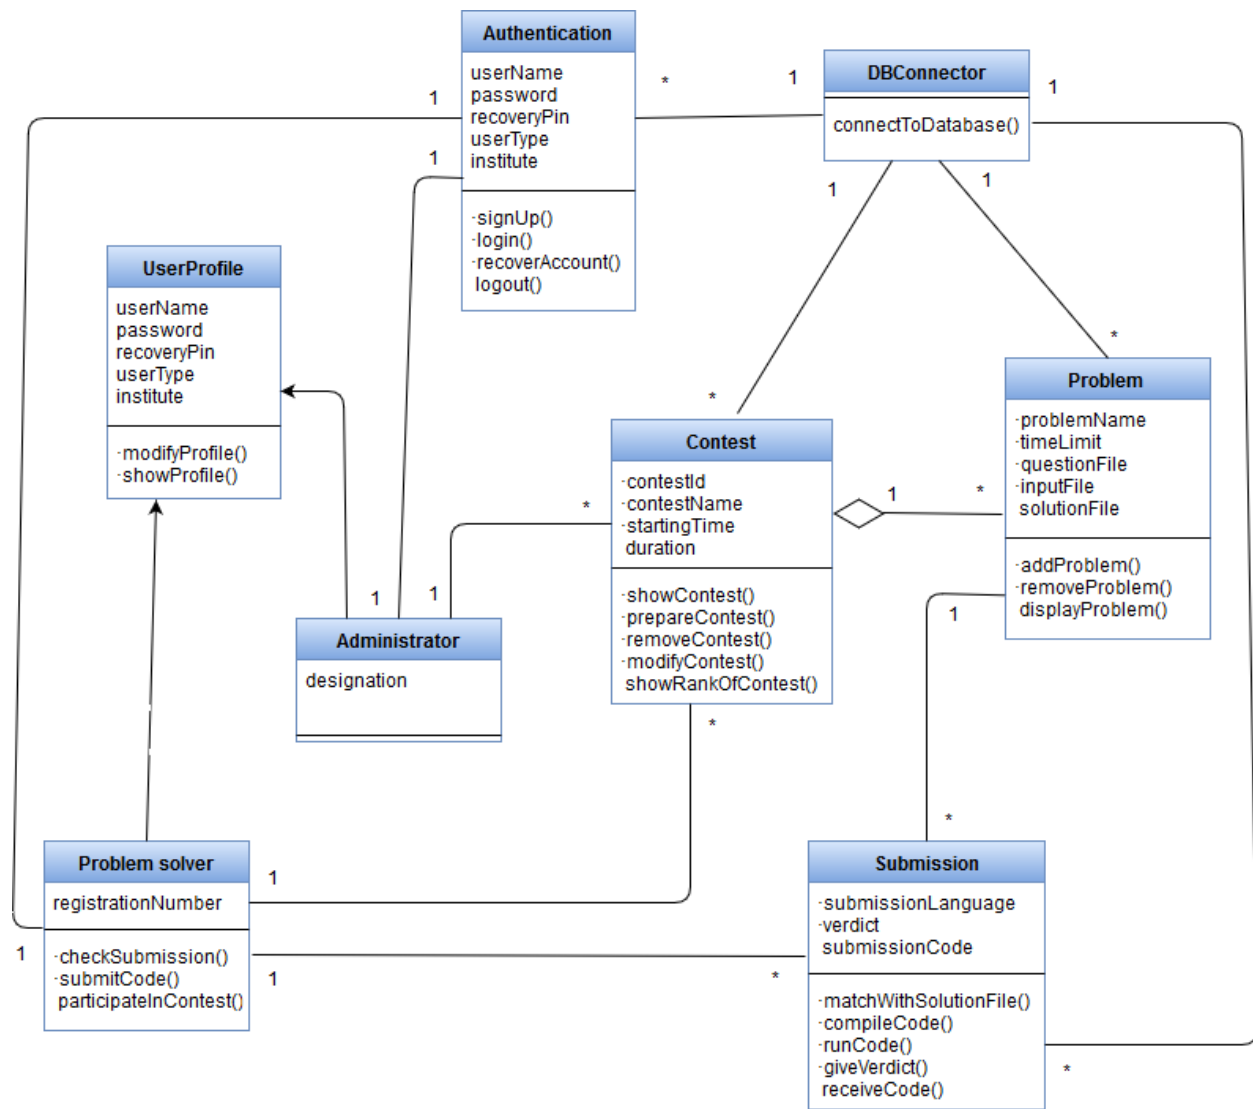 Authentication
userName
password
recoveryPin
userType
institute
-signUp()
-login()
-recoverAccount()
logout()
DBConnector
connectToDatabase()
*
1
1
1
1
1
1
UserProfile
userName
password
recoveryPin
userType
institute
-modifyProfile()
-showProfile()
*
*
Problem
-problemName
-timeLimit
-questionFile
-inputFile
solutionFile
-addProblem()
-removeProblem()
displayProblem()
Contest
-contestId
-contestName
-startingTime
duration
-showContest()
-prepareContest()
-removeContest()
-modifyContest()
showRankOfContest()
1
*
*
1
1
1
Administrator
designation
*
*
Problem solver
registrationNumber
-checkSubmission()
-submitCode()
participateInContest()
1
1
1
*
Submission
-submissionLanguage
-verdict
submissionCode
-matchWithSolutionFile()
-compileCode()
-runCode()
-giveVerdict()
receiveCode()
*